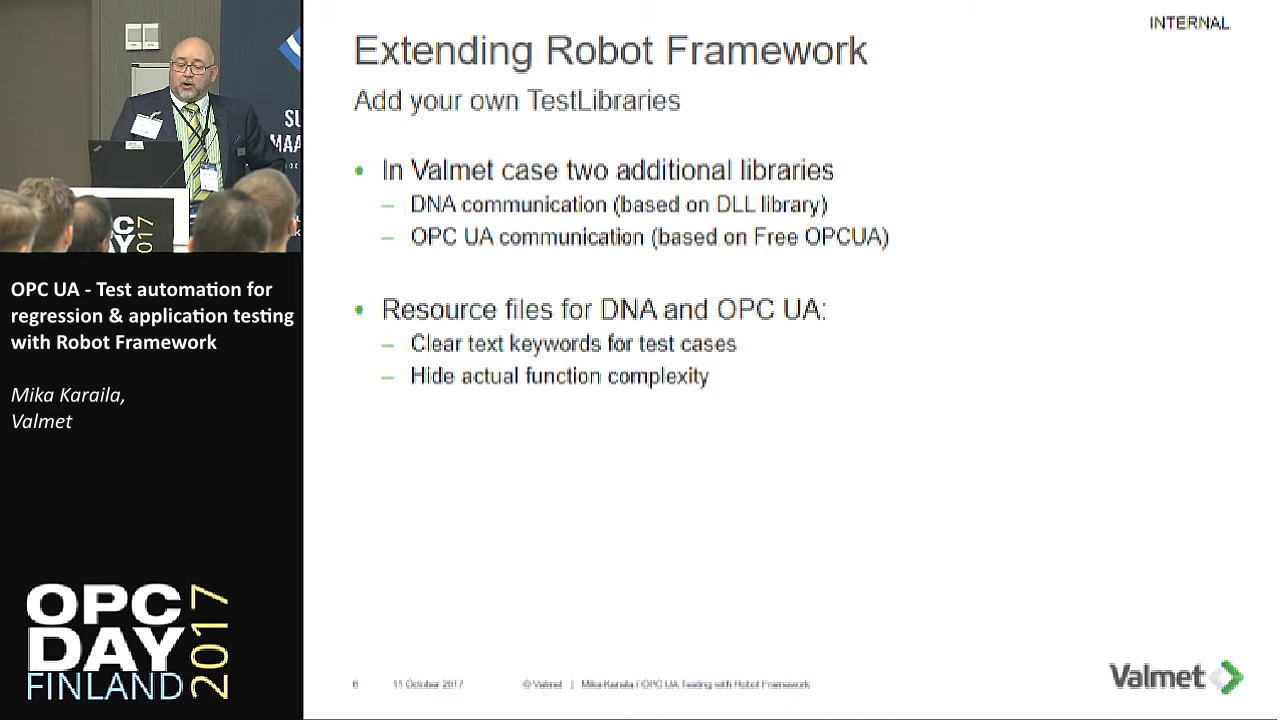 INTERNAL
Extending Robot Framework
Add your own TestLibraries
• In Valmet case two additional libraries
– DNA communication (based on DLL library)
– OPC UA communication (based on Free OPCUA)
• Resource files for DNA and OPC UA:
– Clear text keywords for test cases
– Hide actual function complexity
OPC UA - Test automation for
regression & application testing
with Robot Framework
Mika Karaila,
Valmet
OPC
DAY
FINLAND
2017
6 11 October 2017 © Valmet | Mika Karaila / OPC UA Testing with Robot Framework
Valmet